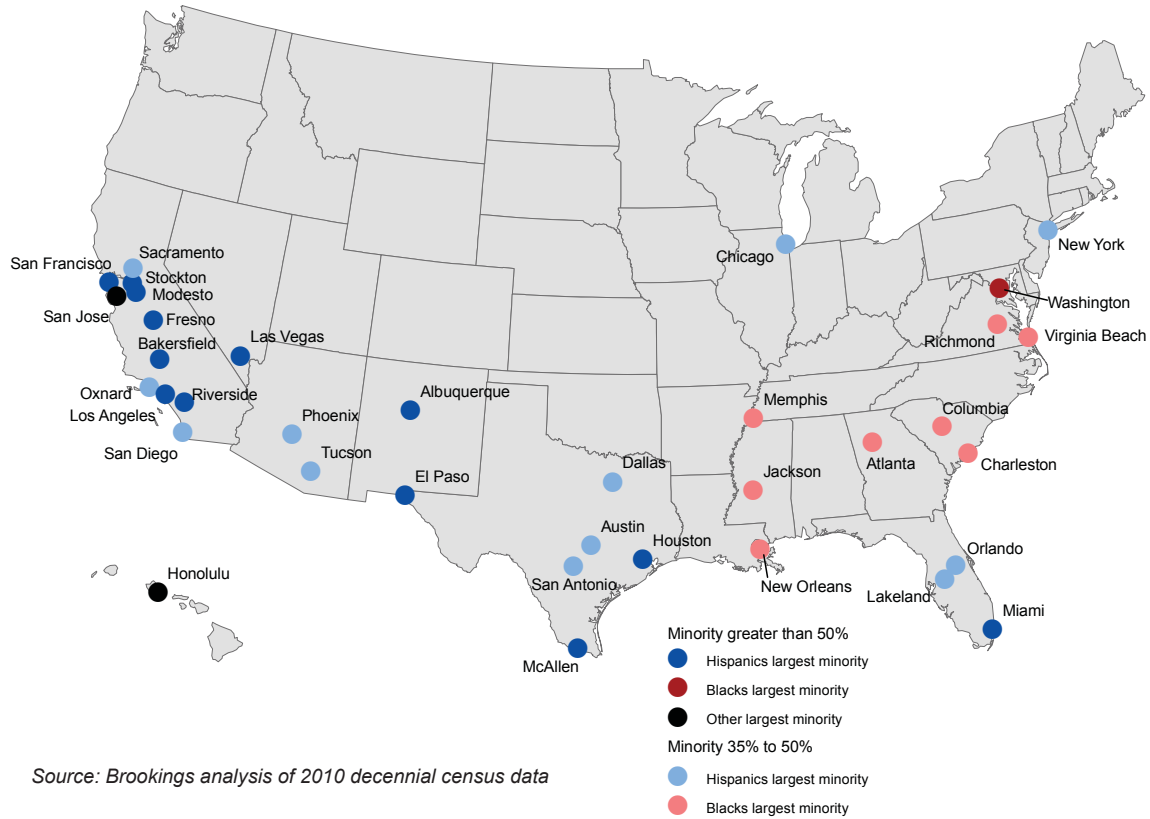 Sacramento
San Francisco
Stockton
Modesto
San Jose
Fresno
Bakersfield
Las Vegas
Oxnard
Riverside
Los Angeles
San Diego
Phoenix
Tucson
Albuquerque
El Paso
Dallas
Austin
Houston
San Antonio
McAllen
Honolulu
Chicago
New York
Washington
Richmond
Virginia Beach
Memphis
Columbia
Jackson
Atlanta
Charleston
New Orleans
Orlando
Lakeland
Miami
Minority greater than 50%
Hispanics largest minority
Blacks largest minority
Other largest minority
Minority 35% to 50%
Hispanics largest minority
Blacks largest minority
Source: Brookings analysis of 2010 decennial census data